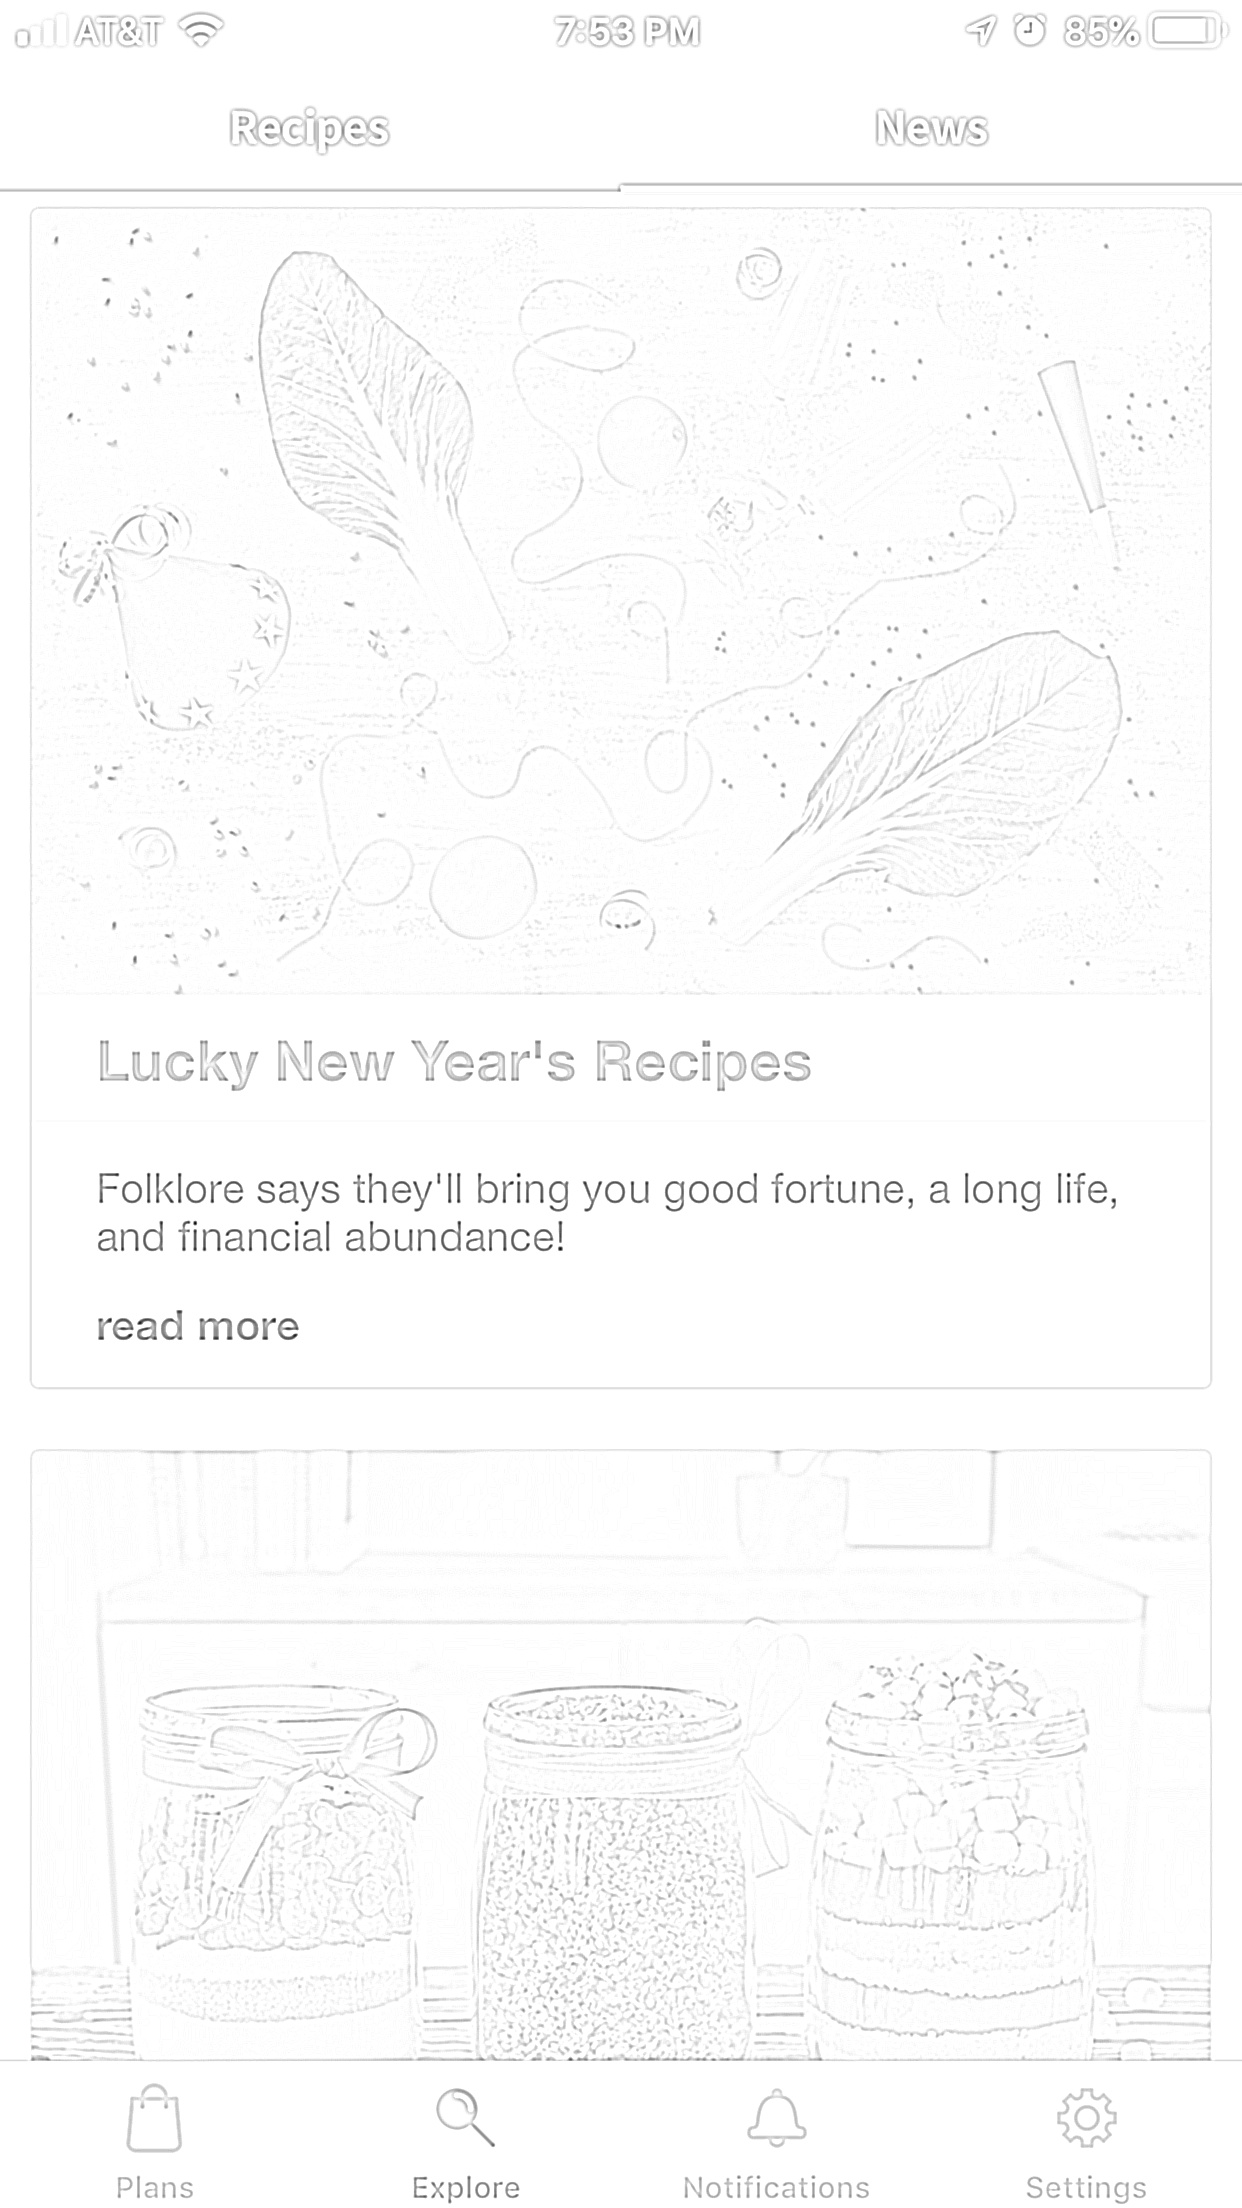 AT&T 7:53 PM 85%
Recipes News
Lucky New Year's Recipes
Folklore says they'll bring you good fortune, a long life,
and financial abundance!
read more
Plans Explore Notifications Settings